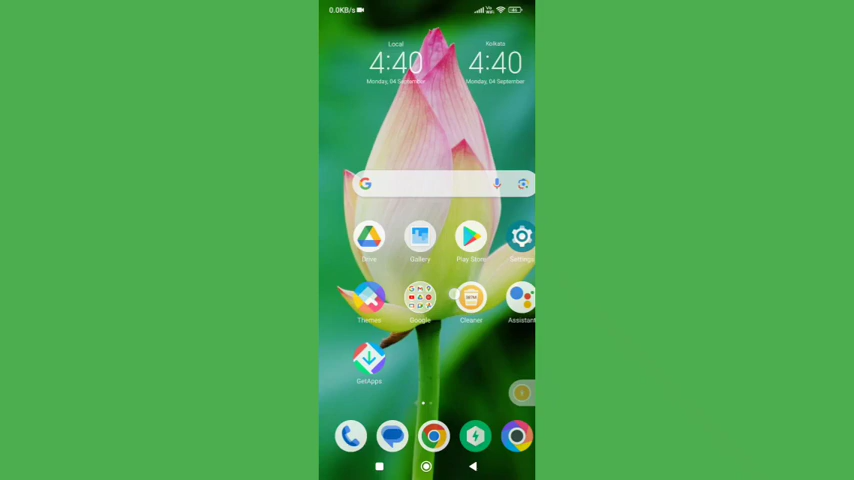 0.0KB/s
Local
Kolkata
4:40
4:40
Monday, 04 September
Monday, 04 September
Drive
Gallery
Play Store
Settings
Themes
Google
Cleaner
Assistant
GetApps